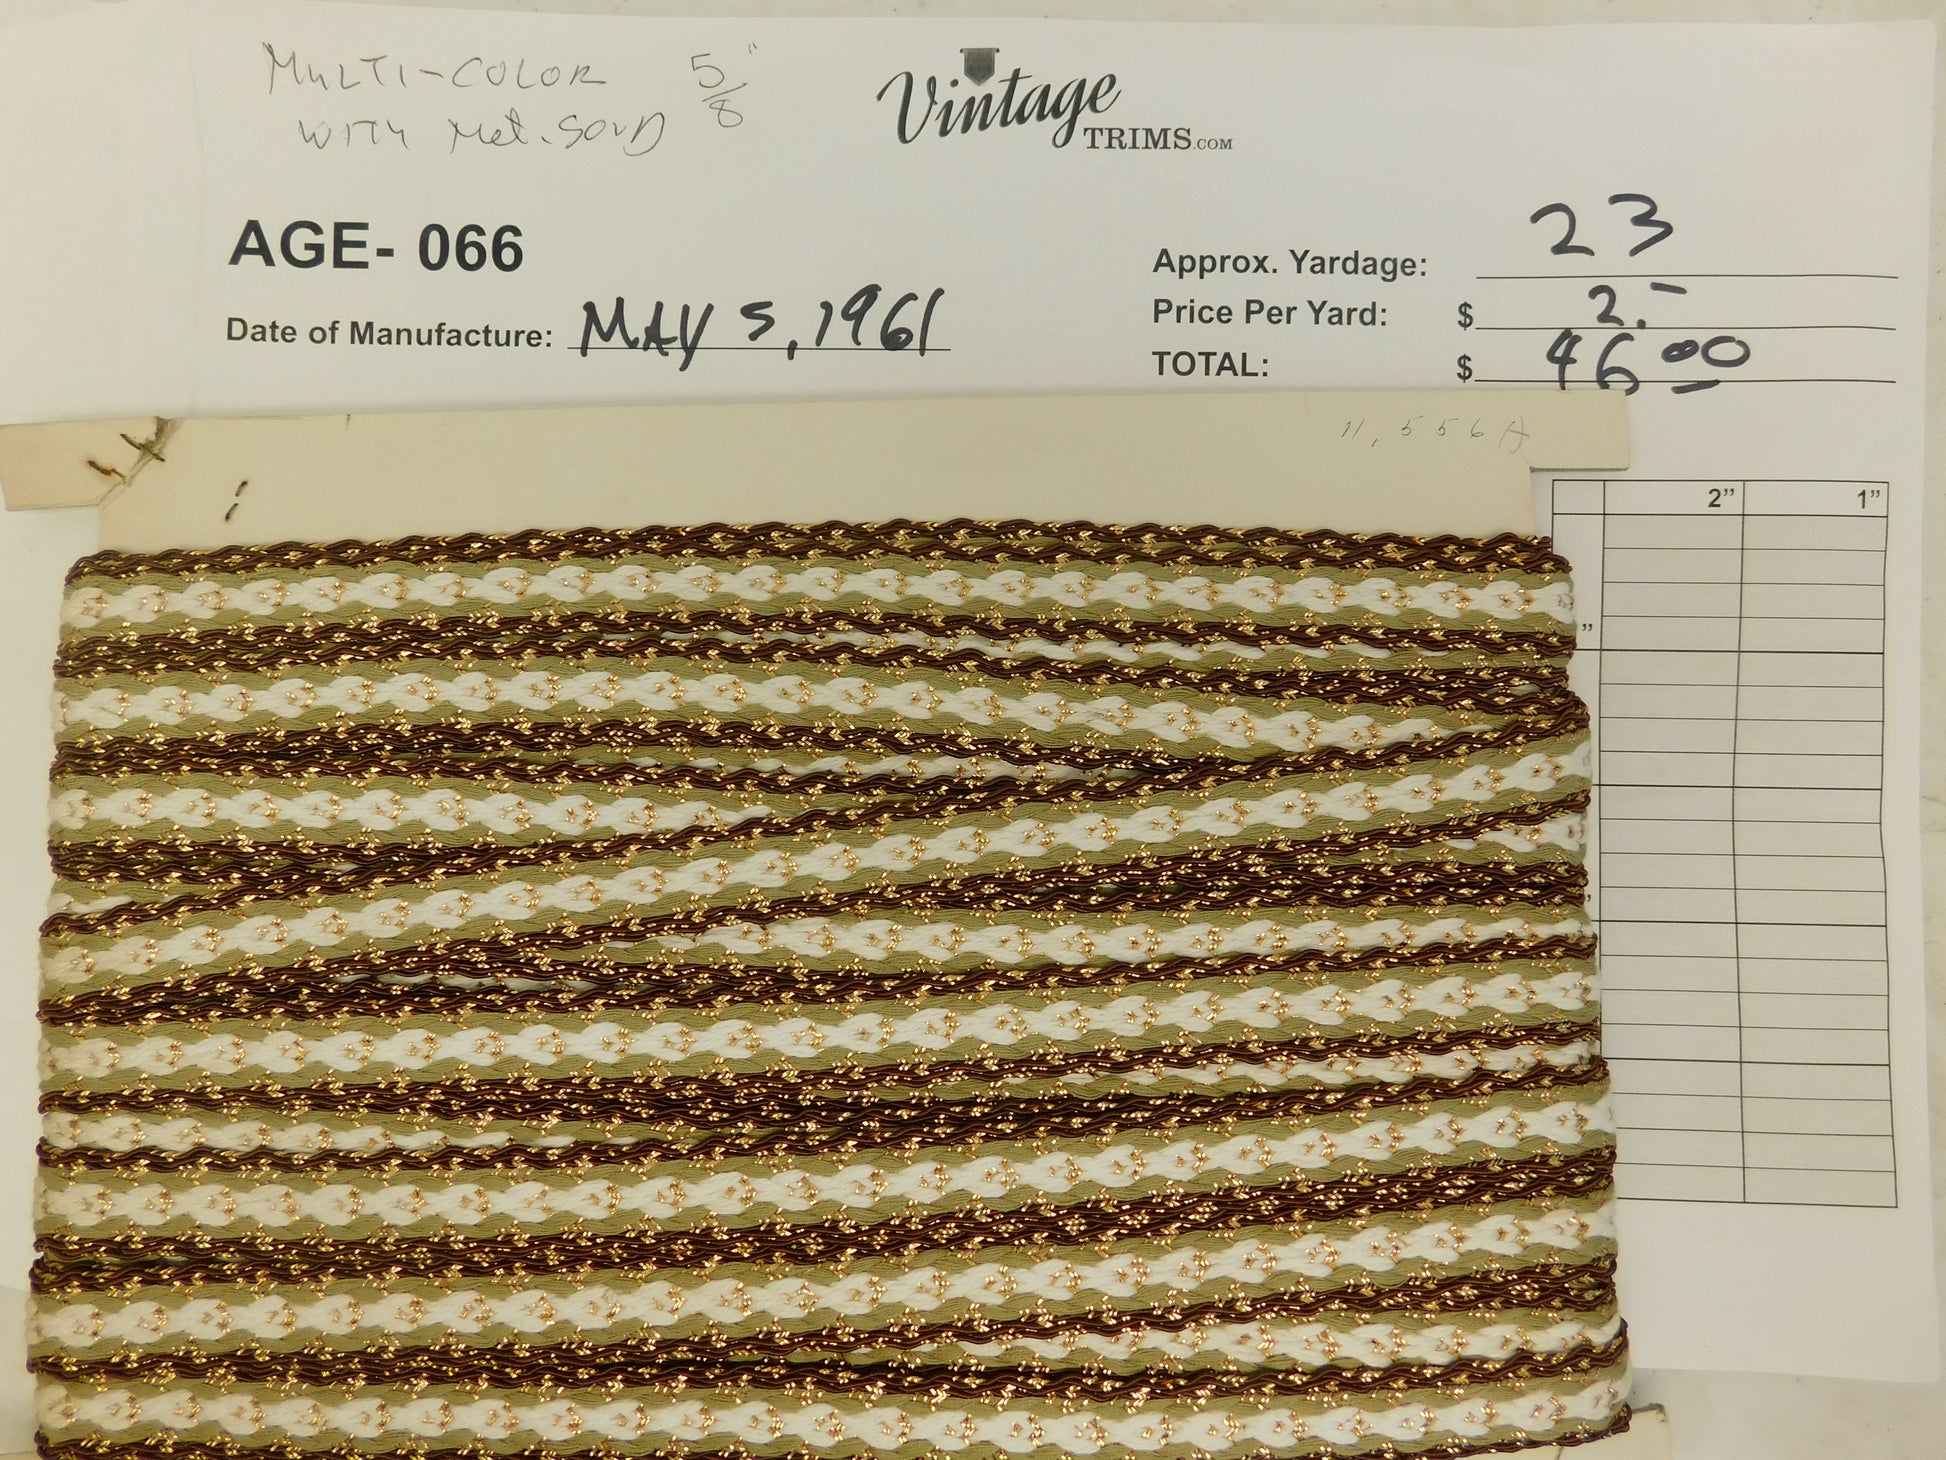 MULTI-COLOR 5/8"
WITH Met. GOLD
Vintage
TRIMS.COM
AGE- 066
Date of Manufacture: MAY 5, 1961
Approx. Yardage: 23
Price Per Yard: $ 2.-
TOTAL: $ 46.00
11,556A
2” 1”
”